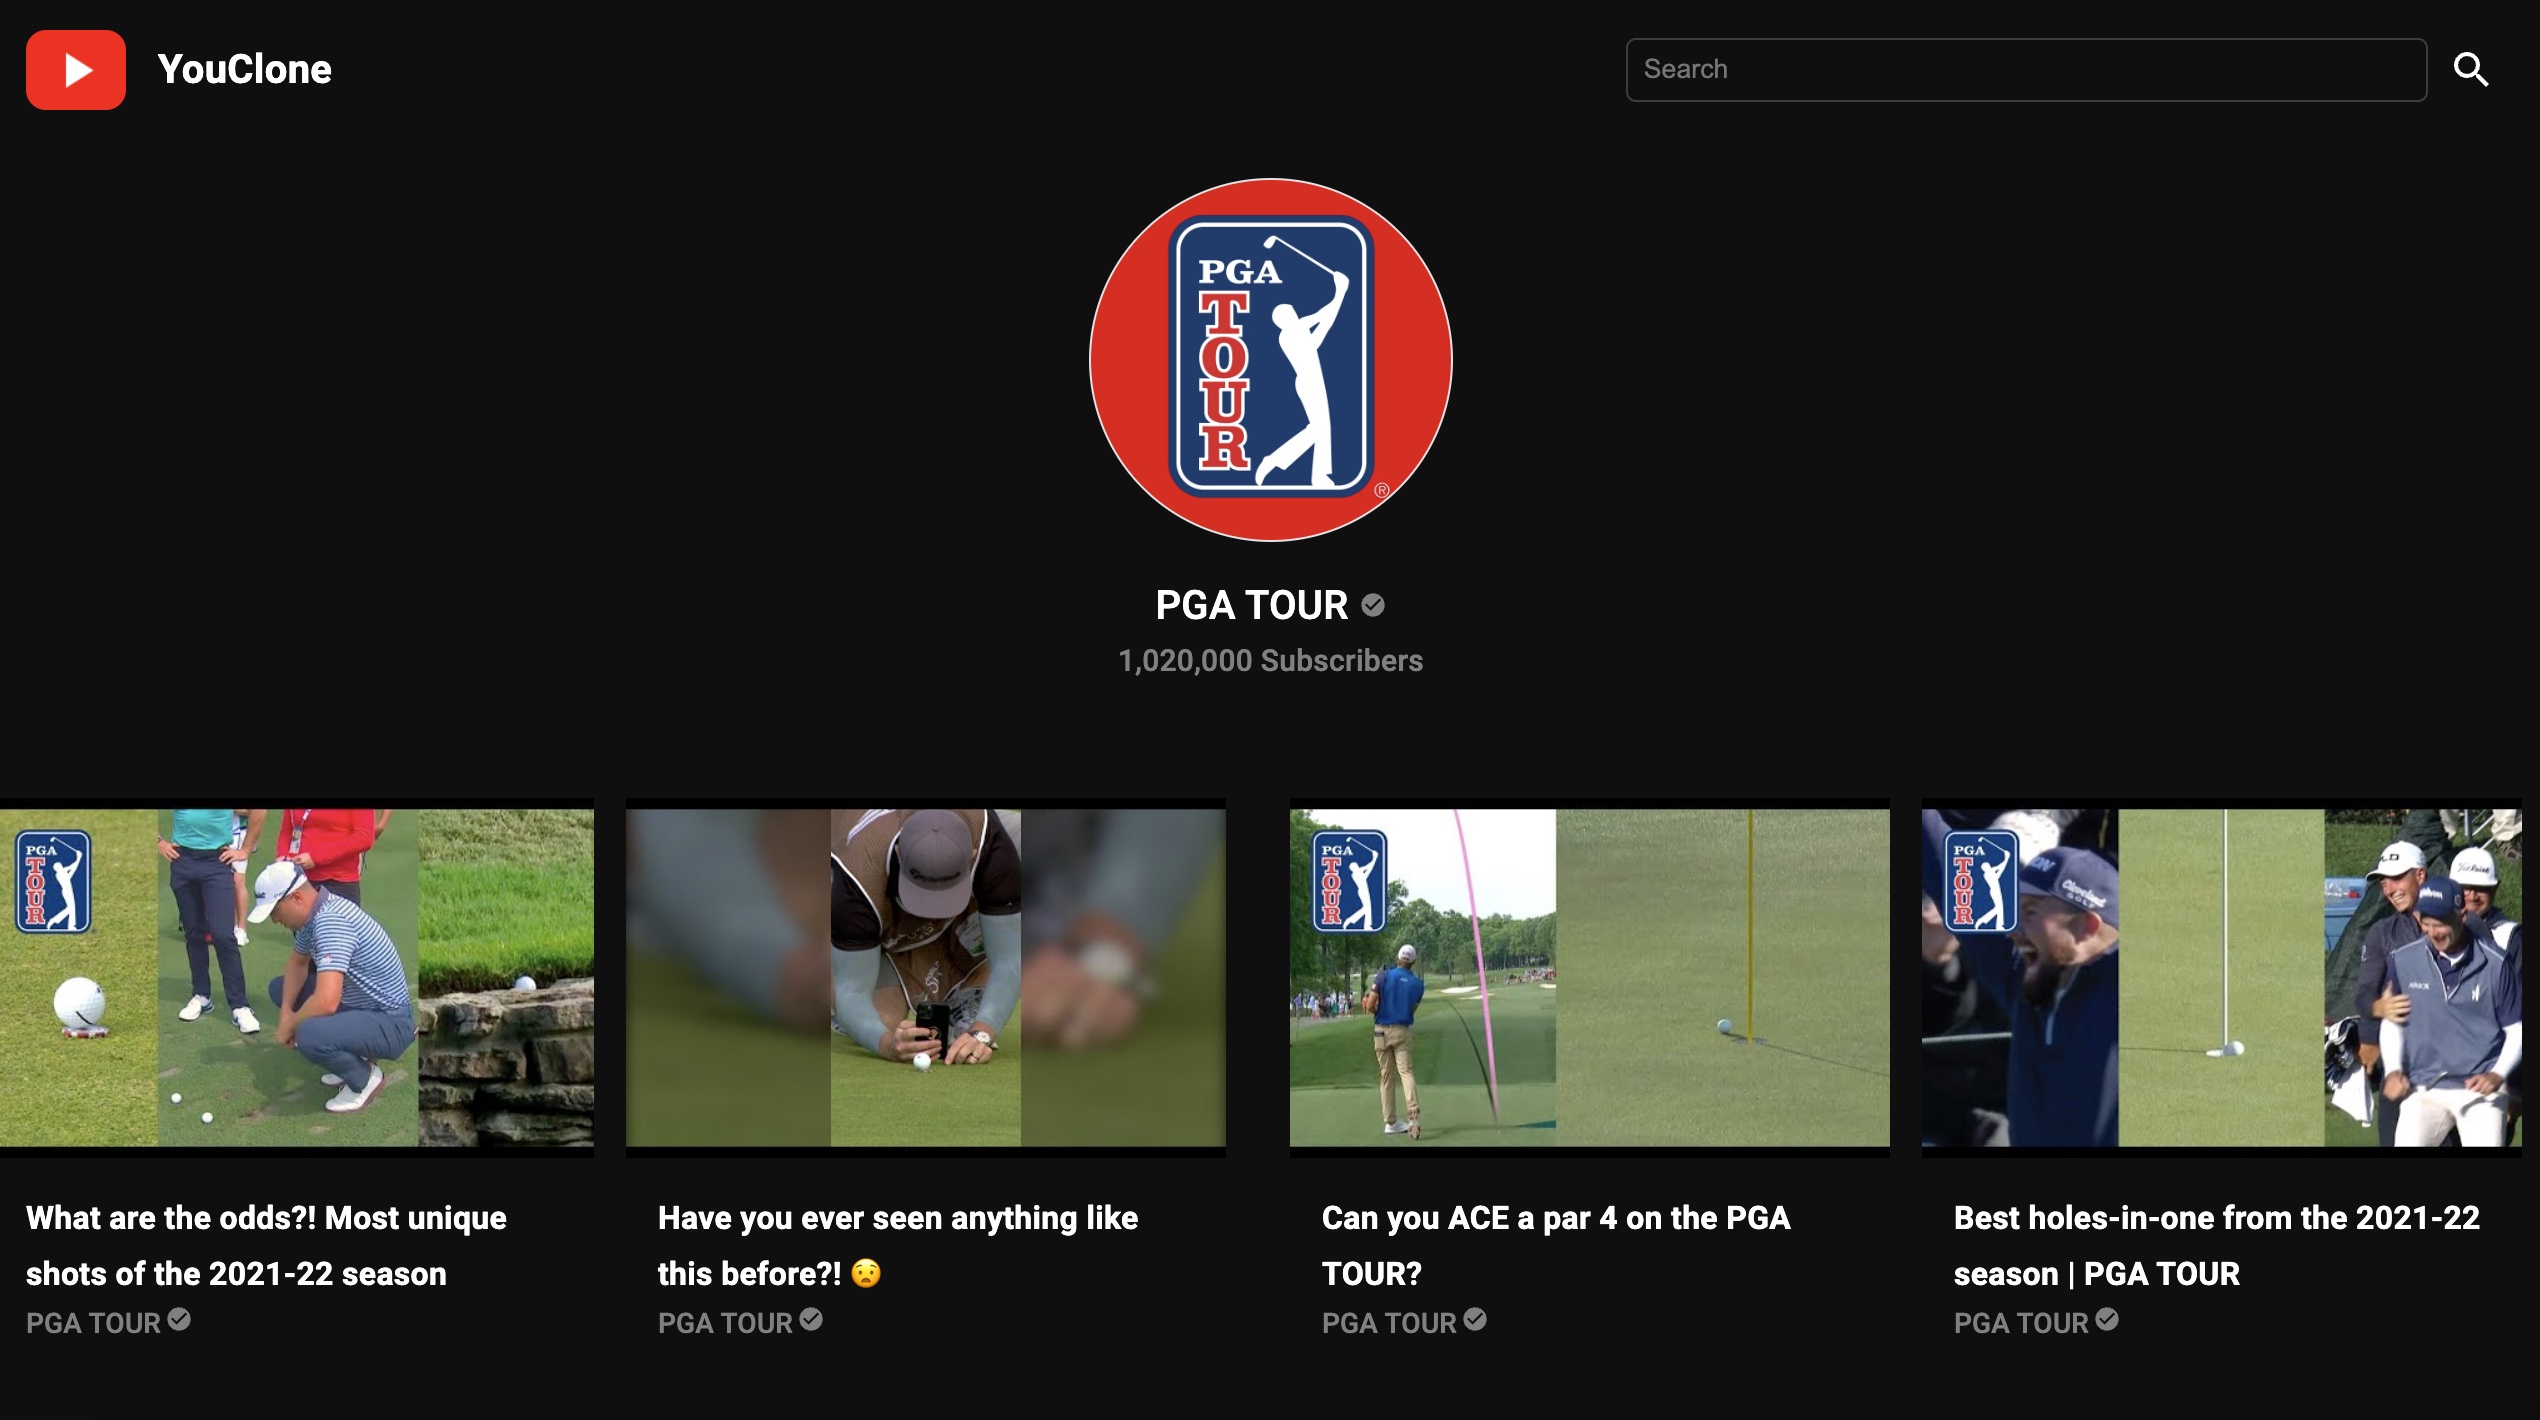 YouClone
Search
PGA
TOUR
®
PGA TOUR
1,020,000 Subscribers
PGA
TOUR
PGA
TOUR
PGA
TOUR
Cleveland
GOLF
What are the odds?! Most unique
shots of the 2021-22 season
PGA TOUR
Have you ever seen anything like
this before?! 😧
PGA TOUR
Can you ACE a par 4 on the PGA
TOUR?
PGA TOUR
Best holes-in-one from the 2021-22
season | PGA TOUR
PGA TOUR